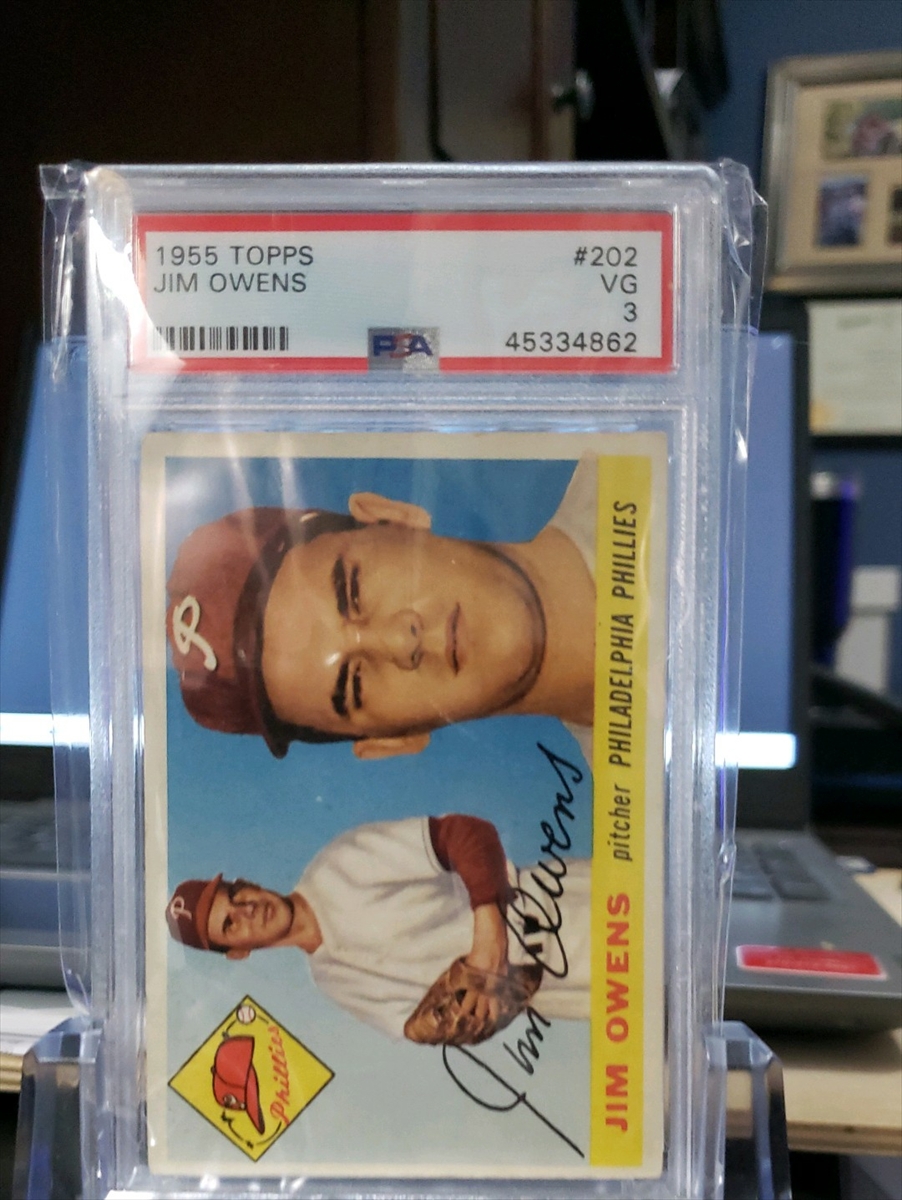 1955 TOPPS #202
JIM OWENS VG
3
PSA 45334862
P
P
Phillies
Jim Owens
JIM OWENS pitcher PHILADELPHIA PHILLIES